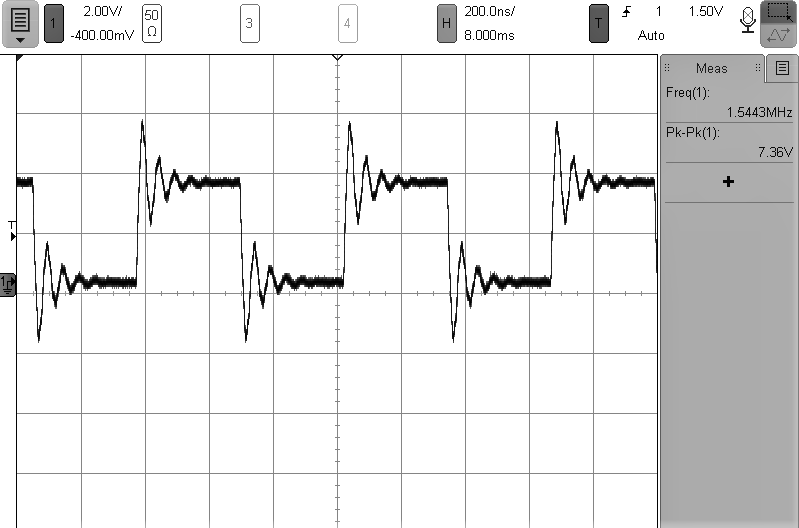 1 2.00V/ 50 3 4 H 200.0ns/ T 1 1.50V
-400.00mV Ω 8.000ms Auto
Meas
Freq(1):
1.5443MHz
Pk-Pk(1):
7.36V
+
T
1